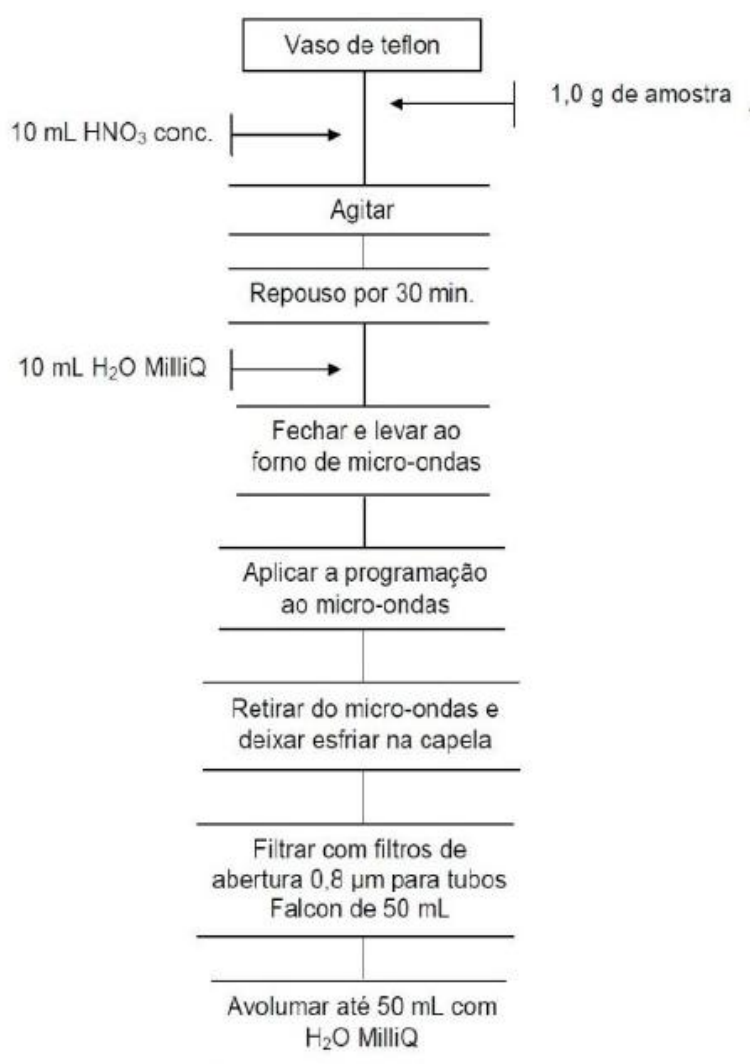 Vaso de teflon
1,0 g de amostra
10 mL HNO₃ conc.
Agitar
Repouso por 30 min.
10 mL H₂O MilliQ
Fechar e levar ao
forno de micro-ondas
Aplicar a programação
ao micro-ondas
Retirar do micro-ondas e
deixar esfriar na capela
Filtrar com filtros de
abertura 0,8 µm para tubos
Falcon de 50 mL
Avolumar até 50 mL com
H₂O MilliQ